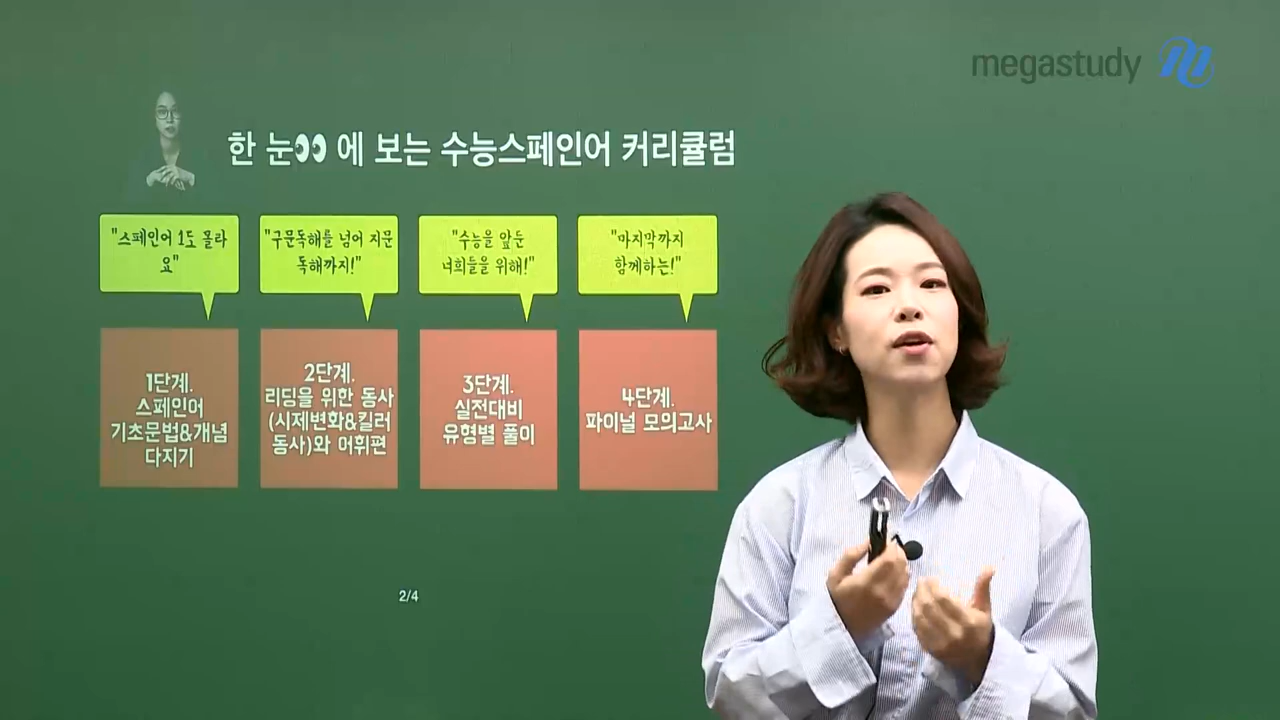 megastudy
한 눈👀에 보는 수능스페인어 커리큘럼
"스페인어 1도 몰라
요"
"구문독해를 넘어 지문
독해까지!"
"수능을 앞둔
너희들을 위해!"
"마지막까지
함께하는!"
1단계.
스페인어
기초문법&개념
다지기
2단계.
리딩을 위한 동사
(시제변화&킬러
동사)와 어휘편
3단계.
실전대비
유형별 풀이
4단계.
파이널 모의고사
2/4